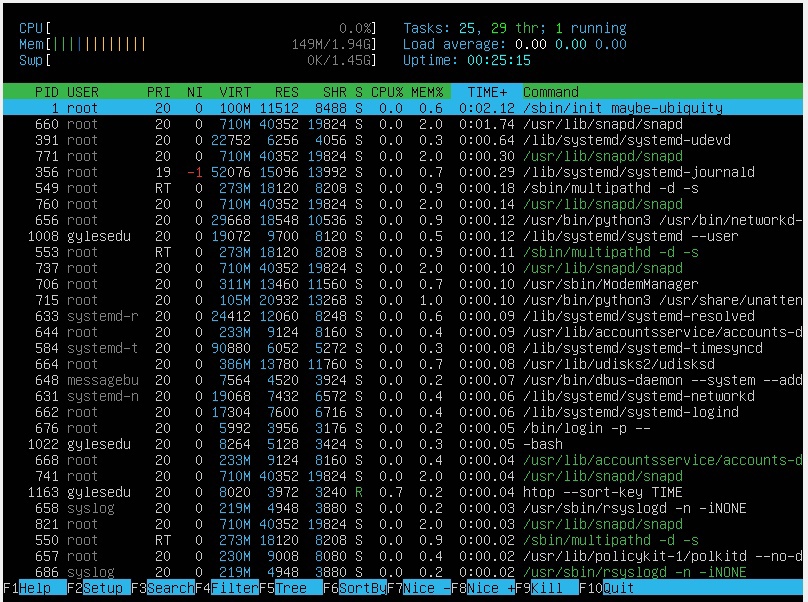 CPU[ 0.0%] Tasks: 25, 29 thr; 1 running
Mem[|||||||||||| 149M/1.94G] Load average: 0.00 0.00 0.00
Swp[ 0K/1.45G] Uptime: 00:25:15
PID USER PRI NI VIRT RES SHR S CPU% MEM% TIME+ Command
1 root 20 0 100M 11512 8488 S 0.0 0.6 0:02.12 /sbin/init maybe-ubiquity
660 root 20 0 710M 40352 19824 S 0.0 2.0 0:01.74 /usr/lib/snapd/snapd
391 root 20 0 22752 6256 4056 S 0.0 0.3 0:00.64 /lib/systemd/systemd-udevd
771 root 20 0 710M 40352 19824 S 0.0 2.0 0:00.30 /usr/lib/snapd/snapd
356 root 19 -1 52076 15096 13992 S 0.0 0.7 0:00.29 /lib/systemd/systemd-journald
549 root RT 0 273M 18120 8208 S 0.0 0.9 0:00.18 /sbin/multipathd -d -s
760 root 20 0 710M 40352 19824 S 0.0 2.0 0:00.14 /usr/lib/snapd/snapd
656 root 20 0 29668 18548 10536 S 0.0 0.9 0:00.12 /usr/bin/python3 /usr/bin/networkd-
1008 gylesedu 20 0 19072 9700 8120 S 0.0 0.5 0:00.12 /lib/systemd/systemd --user
553 root RT 0 273M 18120 8208 S 0.0 0.9 0:00.11 /sbin/multipathd -d -s
737 root 20 0 710M 40352 19824 S 0.0 2.0 0:00.10 /usr/lib/snapd/snapd
706 root 20 0 311M 13460 11560 S 0.0 0.7 0:00.10 /usr/sbin/ModemManager
715 root 20 0 105M 20932 13268 S 0.0 1.0 0:00.10 /usr/bin/python3 /usr/share/unatten
633 systemd-r 20 0 24412 12060 8248 S 0.0 0.6 0:00.09 /lib/systemd/systemd-resolved
644 root 20 0 233M 9124 8160 S 0.0 0.4 0:00.09 /usr/lib/accountsservice/accounts-d
584 systemd-t 20 0 90880 6052 5272 S 0.0 0.3 0:00.08 /lib/systemd/systemd-timesyncd
664 root 20 0 386M 13780 11760 S 0.0 0.7 0:00.08 /usr/lib/udisks2/udisksd
648 messagebu 20 0 7564 4520 3924 S 0.0 0.2 0:00.07 /usr/bin/dbus-daemon --system --add
631 systemd-n 20 0 19068 7432 6572 S 0.0 0.4 0:00.06 /lib/systemd/systemd-networkd
662 root 20 0 17304 7600 6716 S 0.0 0.4 0:00.06 /lib/systemd/systemd-logind
676 root 20 0 5992 3956 3176 S 0.0 0.2 0:00.05 /bin/login -p --
1022 gylesedu 20 0 8264 5128 3424 S 0.0 0.3 0:00.05 -bash
668 root 20 0 233M 9124 8160 S 0.0 0.4 0:00.04 /usr/lib/accountsservice/accounts-d
741 root 20 0 710M 40352 19824 S 0.0 2.0 0:00.04 /usr/lib/snapd/snapd
1163 gylesedu 20 0 8020 3972 3240 R 0.7 0.2 0:00.04 htop --sort-key TIME
658 syslog 20 0 219M 4948 3880 S 0.0 0.2 0:00.03 /usr/sbin/rsyslogd -n -iNONE
821 root 20 0 710M 40352 19824 S 0.0 2.0 0:00.03 /usr/lib/snapd/snapd
550 root RT 0 273M 18120 8208 S 0.0 0.9 0:00.02 /sbin/multipathd -d -s
657 root 20 0 230M 9008 8080 S 0.0 0.4 0:00.02 /usr/lib/policykit-1/polkitd --no-d
686 syslog 20 0 219M 4948 3880 S 0.0 0.2 0:00.02 /usr/sbin/rsyslogd -n -iNONE
F1Help F2Setup F3SearchF4FilterF5Tree F6SortByF7Nice -F8Nice +F9Kill F10Quit